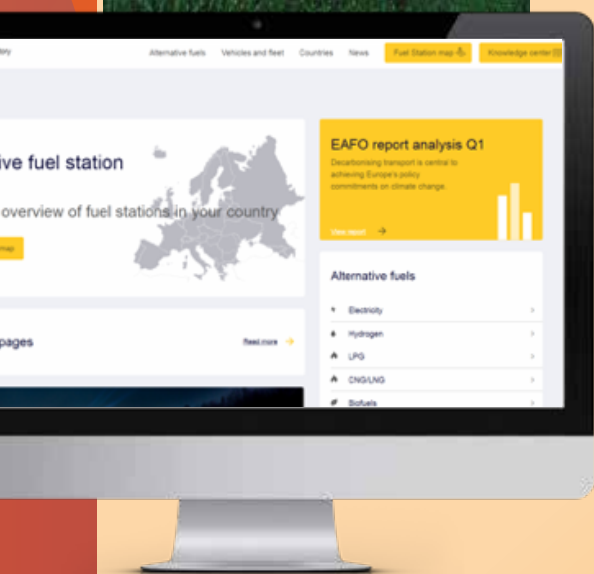 Alternative fuels Vehicles and fleet Countries News Fuel Station map Knowledge center
ive fuel station
overview of fuel stations in your country
map
pages
Read more
EAFO report analysis Q1
Decarbonising transport is central to
achieving Europe's policy
commitments on climate change.
View report
Alternative fuels
Electricity
Hydrogen
LPG
CNG/LNG
Biofuels